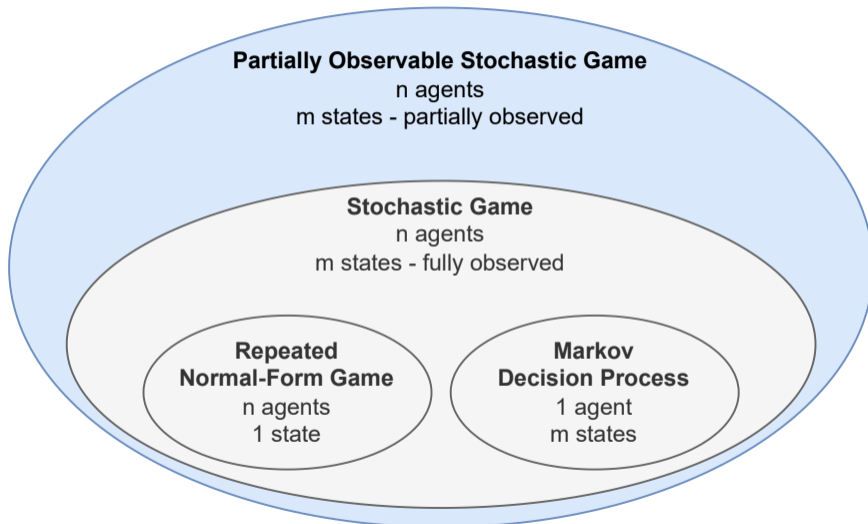 Partially Observable Stochastic Game
n agents
m states - partially observed
Stochastic Game
n agents
m states - fully observed
Repeated
Normal-Form Game
n agents
1 state
Markov
Decision Process
1 agent
m states